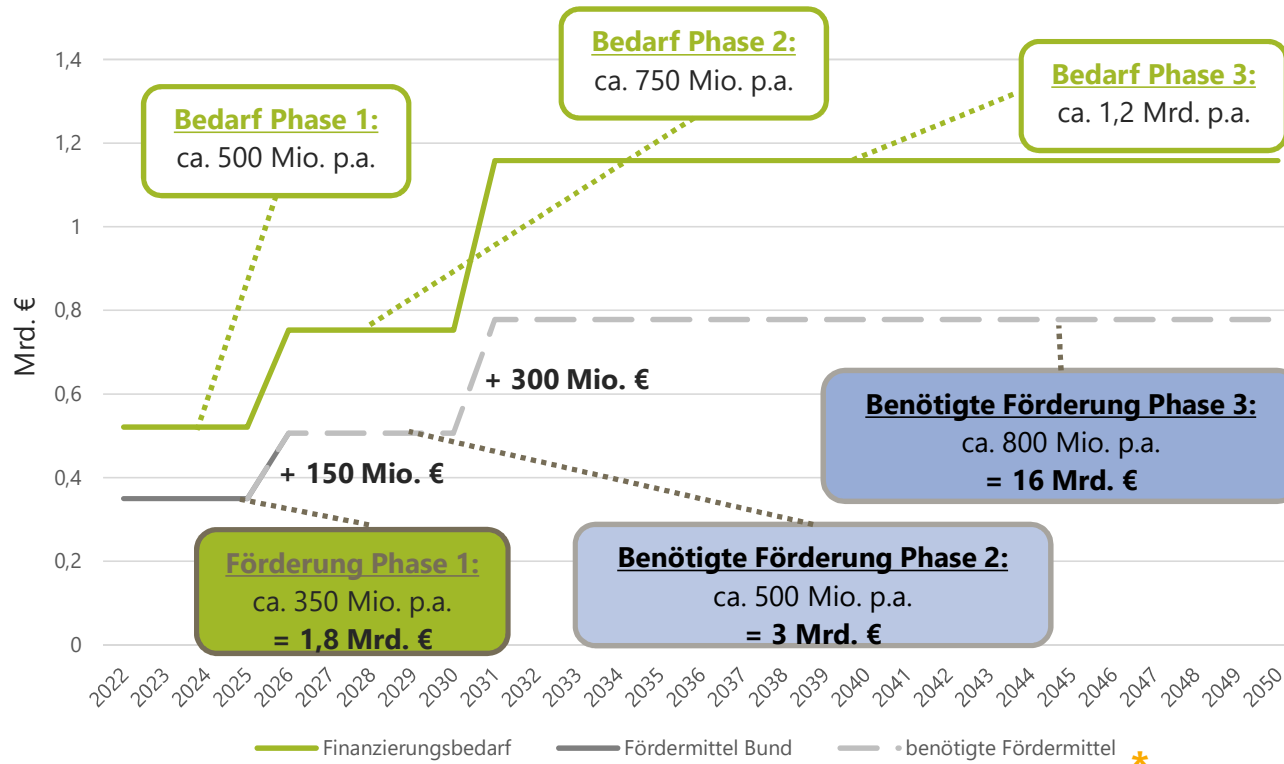 Bedarf Phase 1:
ca. 500 Mio. p.a.
Bedarf Phase 2:
ca. 750 Mio. p.a.
Bedarf Phase 3:
ca. 1,2 Mrd. p.a.
Mrd. €
1,4
1,2
1
0,8
0,6
0,4
0,2
0
+ 150 Mio. €
+ 300 Mio. €
Förderung Phase 1:
ca. 350 Mio. p.a.
= 1,8 Mrd. €
Benötigte Förderung Phase 2:
ca. 500 Mio. p.a.
= 3 Mrd. €
Benötigte Förderung Phase 3:
ca. 800 Mio. p.a.
= 16 Mrd. €
2022
2023
2024
2025
2026
2027
2028
2029
2030
2031
2032
2033
2034
2035
2036
2037
2038
2039
2040
2041
2042
2043
2044
2045
2046
2047
2048
2049
2050
Finanzierungsbedarf
Fördermittel Bund
benötigte Fördermittel *